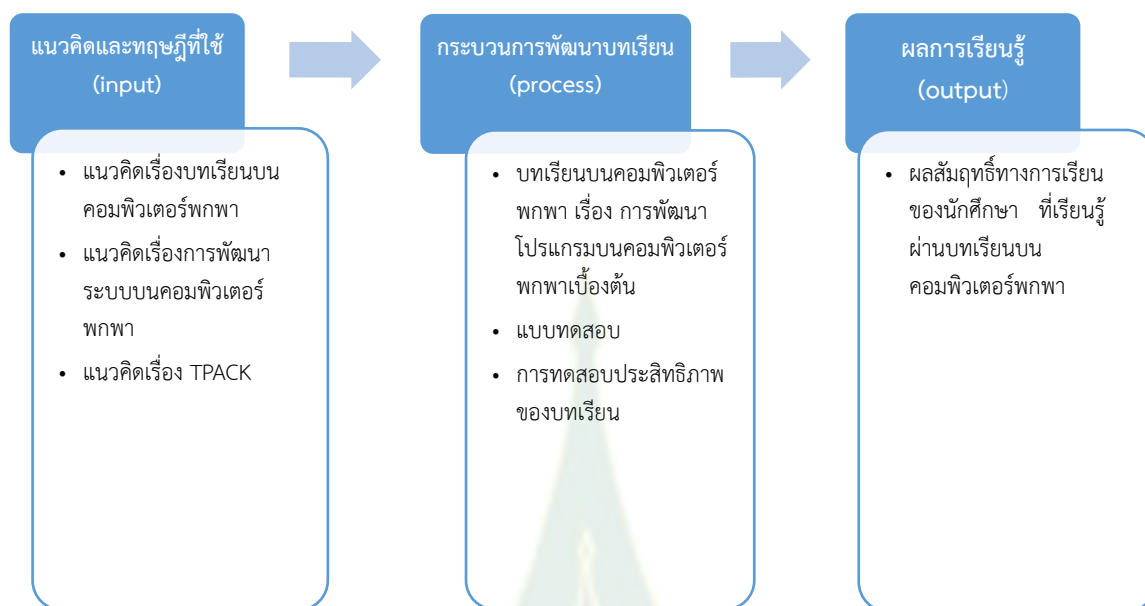 แนวคิดและทฤษฎีที่ใช้
(input)
• แนวคิดเรื่องบทเรียนบน
คอมพิวเตอร์พกพา
• แนวคิดเรื่องการพัฒนา
ระบบบนคอมพิวเตอร์
พกพา
• แนวคิดเรื่อง TPACK
กระบวนการพัฒนาบทเรียน
(process)
• บทเรียนบนคอมพิวเตอร์
พกพา เรื่อง การพัฒนา
โปรแกรมบนคอมพิวเตอร์
พกพาเบื้องต้น
• แบบทดสอบ
• การทดสอบประสิทธิภาพ
ของบทเรียน
ผลการเรียนรู้
(output)
• ผลสัมฤทธิ์ทางการเรียน
ของนักศึกษา ที่เรียนรู้
ผ่านบทเรียนบน
คอมพิวเตอร์พกพา